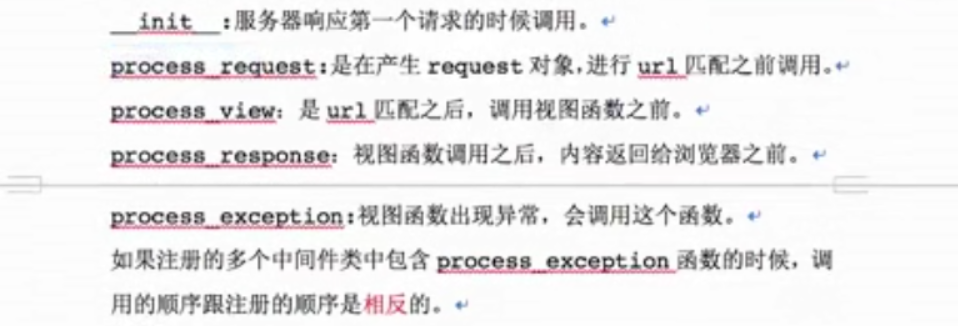 __init__:服务器响应第一个请求的时候调用。
process_request:是在产生 request 对象,进行 url 匹配之前调用。
process_view：是 url 匹配之后，调用视图函数之前。
process_response：视图函数调用之后，内容返回给浏览器之前。
process_exception:视图函数出现异常，会调用这个函数。
如果注册的多个中间件类中包含 process_exception 函数的时候，调
用的顺序跟注册的顺序是相反的。